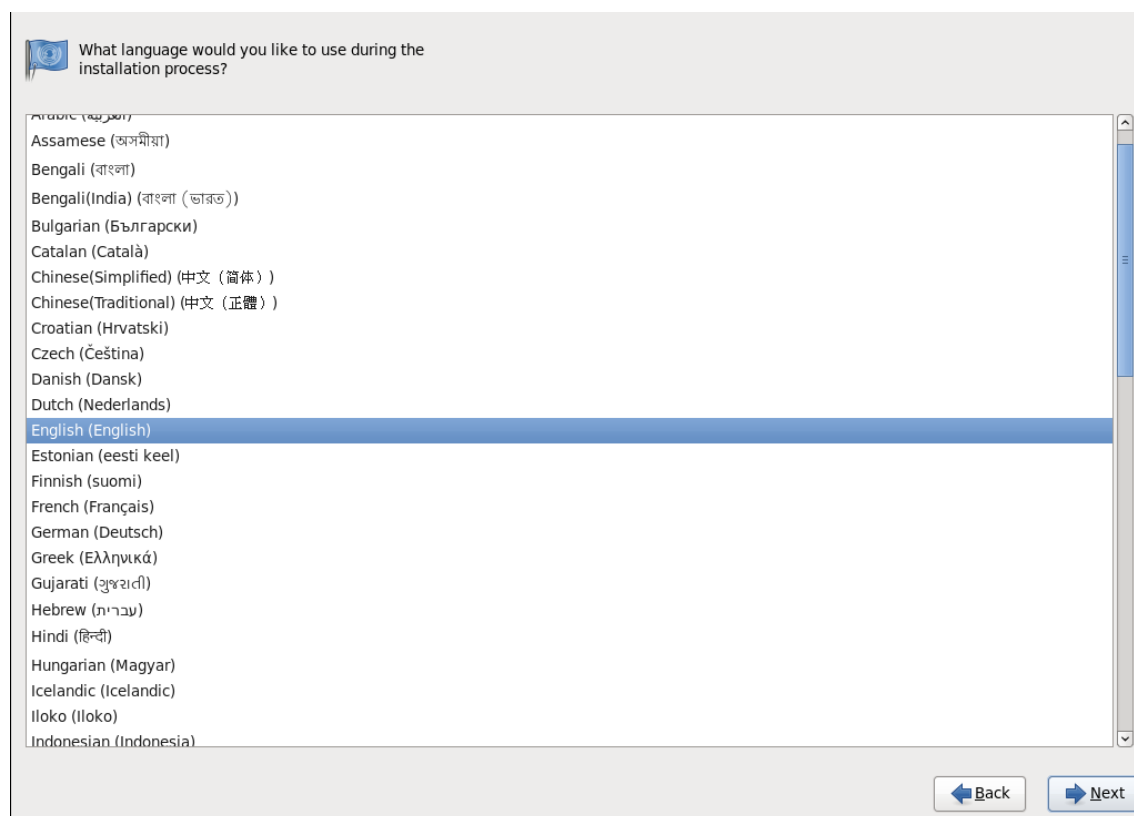 What language would you like to use during the
installation process?
Arabic (العربية)
Assamese (অসমীয়া)
Bengali (বাংলা)
Bengali(India) (বাংলা (ভারত))
Bulgarian (Български)
Catalan (Català)
Chinese(Simplified) (中文（简体）)
Chinese(Traditional) (中文（正體）)
Croatian (Hrvatski)
Czech (Čeština)
Danish (Dansk)
Dutch (Nederlands)
English (English)
Estonian (eesti keel)
Finnish (suomi)
French (Français)
German (Deutsch)
Greek (Ελληνικά)
Gujarati (ગુજરાતી)
Hebrew (עברית)
Hindi (हिन्दी)
Hungarian (Magyar)
Icelandic (Icelandic)
Iloko (Iloko)
Indonesian (Indonesia)
Back
Next